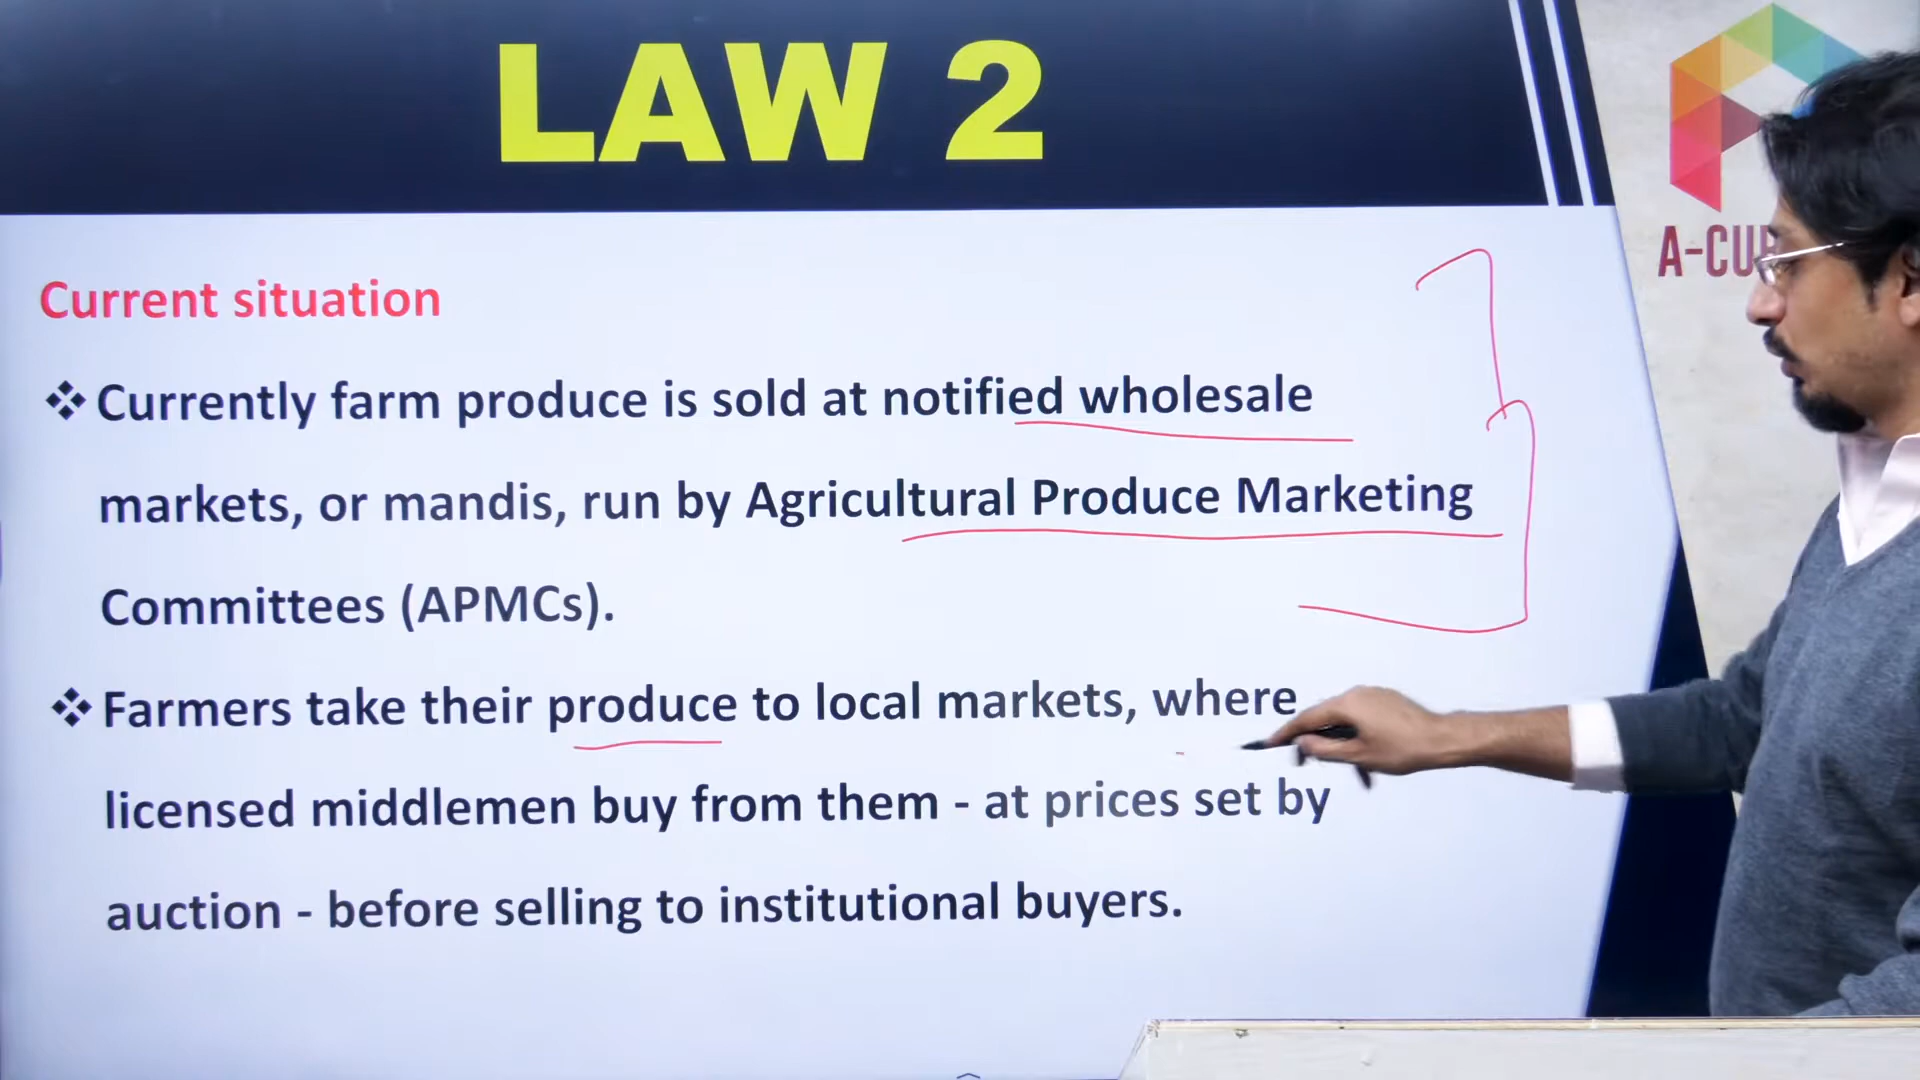 LAW 2
A-CU
Current situation
❖ Currently farm produce is sold at notified wholesale
markets, or mandis, run by Agricultural Produce Marketing
Committees (APMCs).
❖ Farmers take their produce to local markets, where
licensed middlemen buy from them - at prices set by
auction - before selling to institutional buyers.